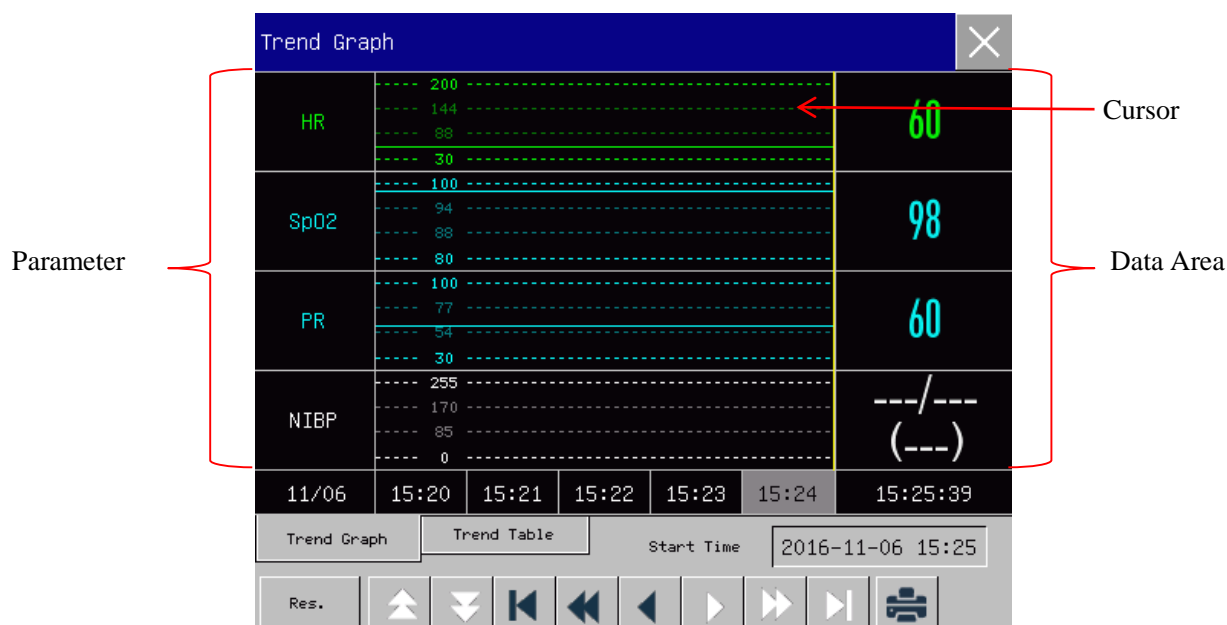 Trend Graph
HR
200
144
88
30
60
Cursor
SpO2
100
94
88
80
98
Parameter
Data Area
PR
100
77
54
30
60
NIBP
255
170
85
0
---/---
(---)
11/06 15:20 15:21 15:22 15:23 15:24 15:25:39
Trend Graph Trend Table Start Time 2016-11-06 15:25
Res.